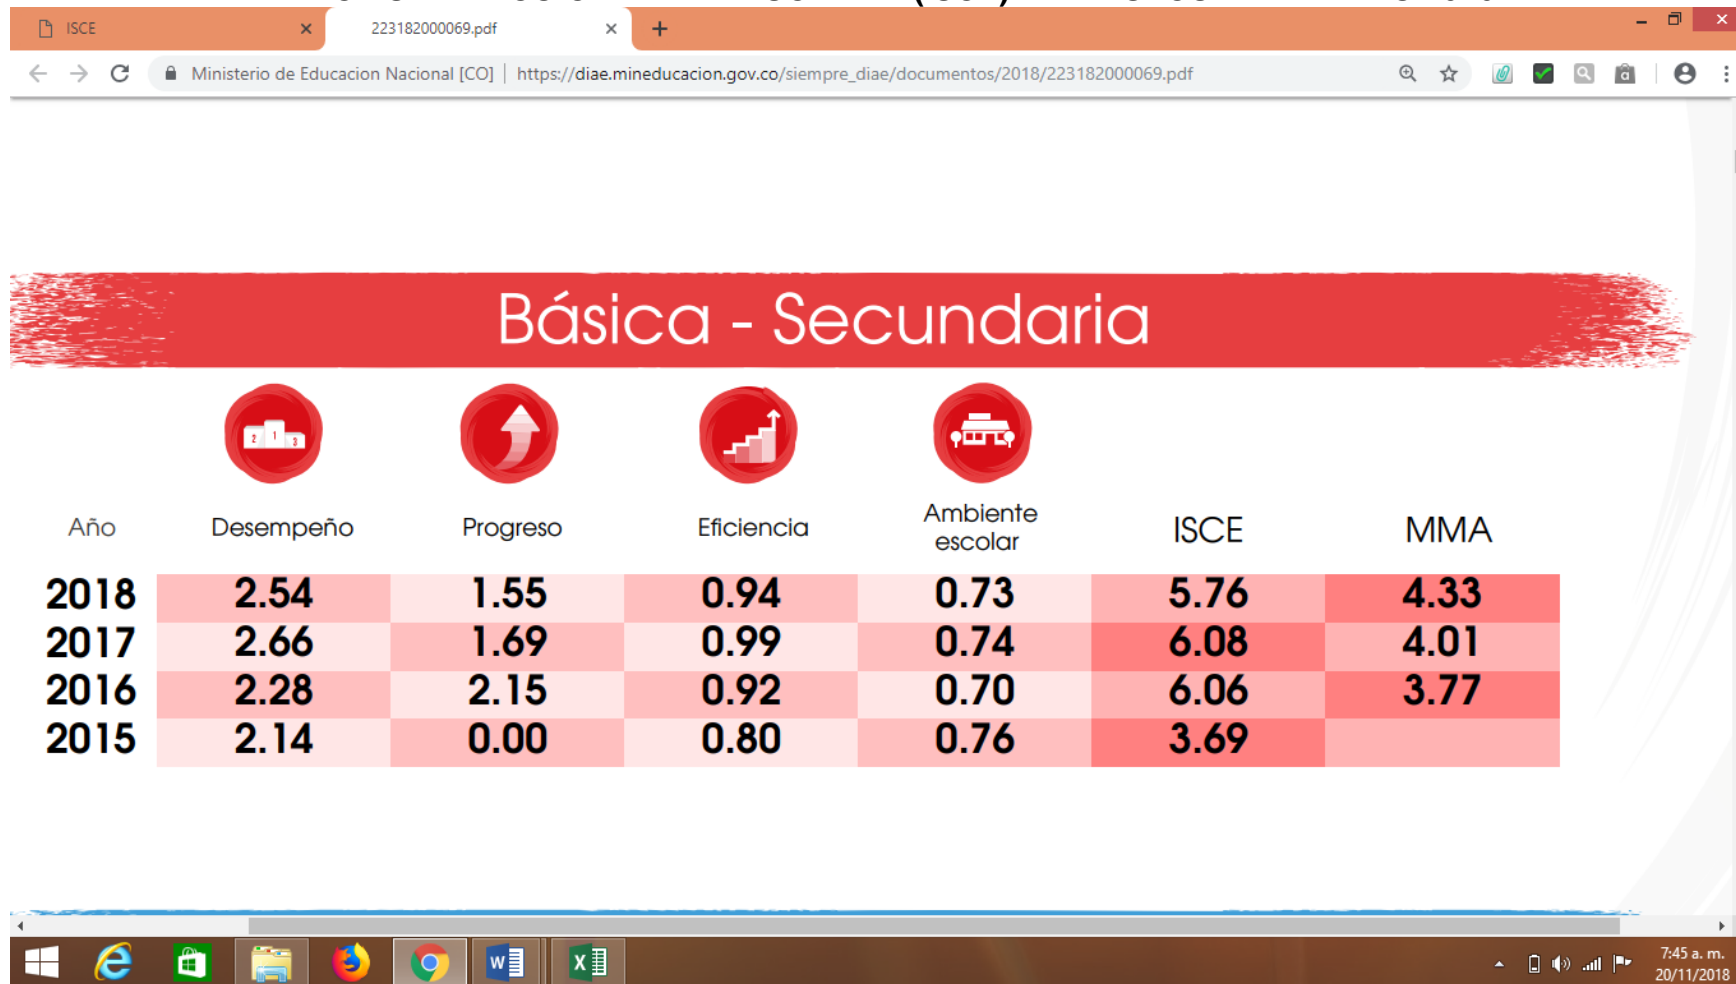 ISCE
223182000069.pdf
Ministerio de Educacion Nacional [CO] | https://diae.mineducacion.gov.co/siempre_diae/documentos/2018/223182000069.pdf
Básica - Secundaria
2 1 3
Año Desempeño Progreso Eficiencia Ambiente escolar ISCE MMA
2018 2.54 1.55 0.94 0.73 5.76 4.33
2017 2.66 1.69 0.99 0.74 6.08 4.01
2016 2.28 2.15 0.92 0.70 6.06 3.77
2015 2.14 0.00 0.80 0.76 3.69
7:45 a. m.
20/11/2018